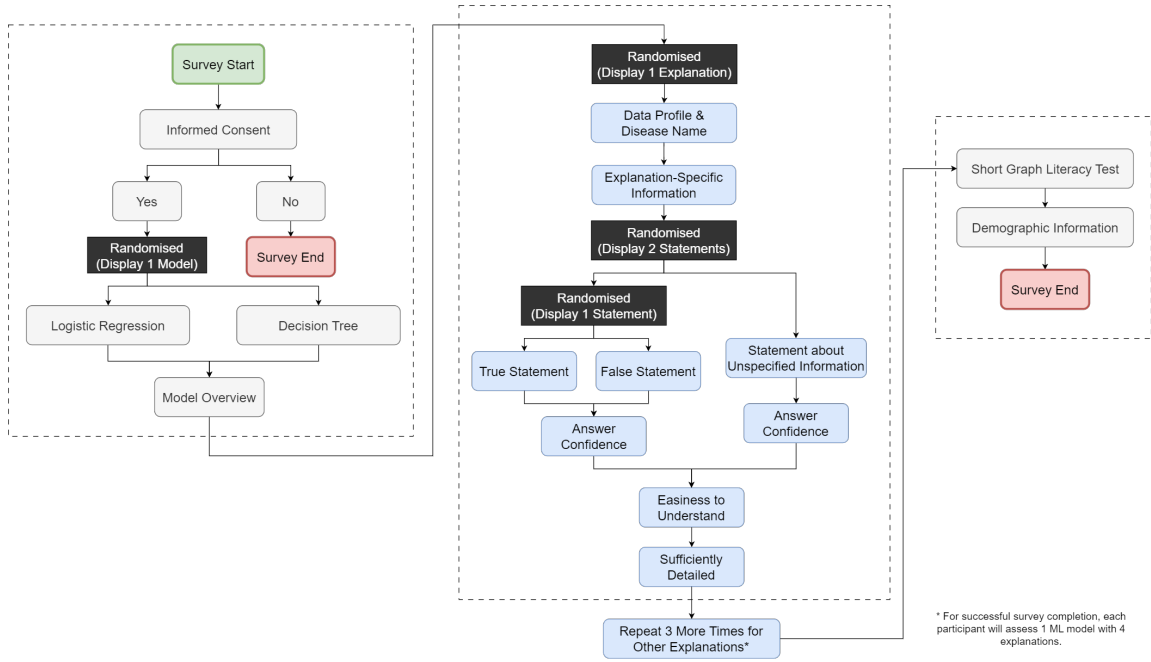 Survey Start
Informed Consent
Yes
No
Randomised
(Display 1 Model)
Survey End
Logistic Regression
Decision Tree
Model Overview
Randomised
(Display 1 Explanation)
Data Profile &
Disease Name
Explanation-Specific
Information
Randomised
(Display 2 Statements)
Randomised
(Display 1 Statement)
True Statement
False Statement
Statement about
Unspecified Information
Answer
Confidence
Answer
Confidence
Easiness to
Understand
Sufficiently
Detailed
Repeat 3 More Times for
Other Explanations*
Short Graph Literacy Test
Demographic Information
Survey End
* For successful survey completion, each
participant will assess 1 ML model with 4
explanations.